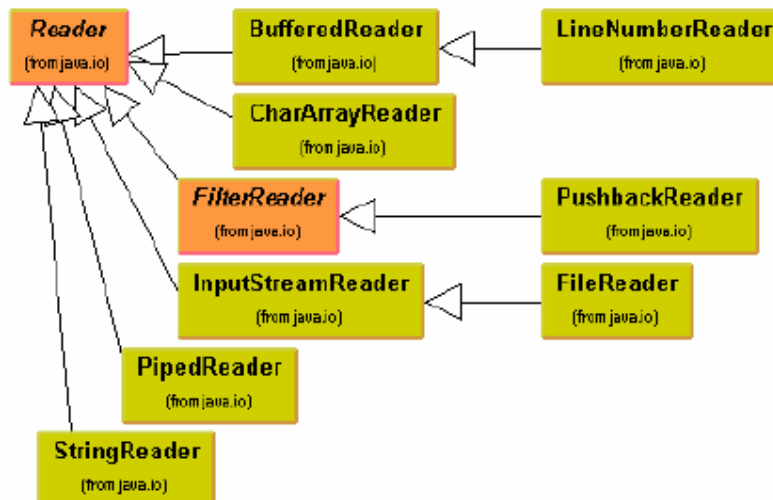 Reader
(from java.io)
BufferedReader
(from java.io)
LineNumberReader
(from java.io)
CharArrayReader
(from java.io)
FilterReader
(from java.io)
PushbackReader
(from java.io)
InputStreamReader
(from java.io)
FileReader
(from java.io)
PipedReader
(from java.io)
StringReader
(from java.io)